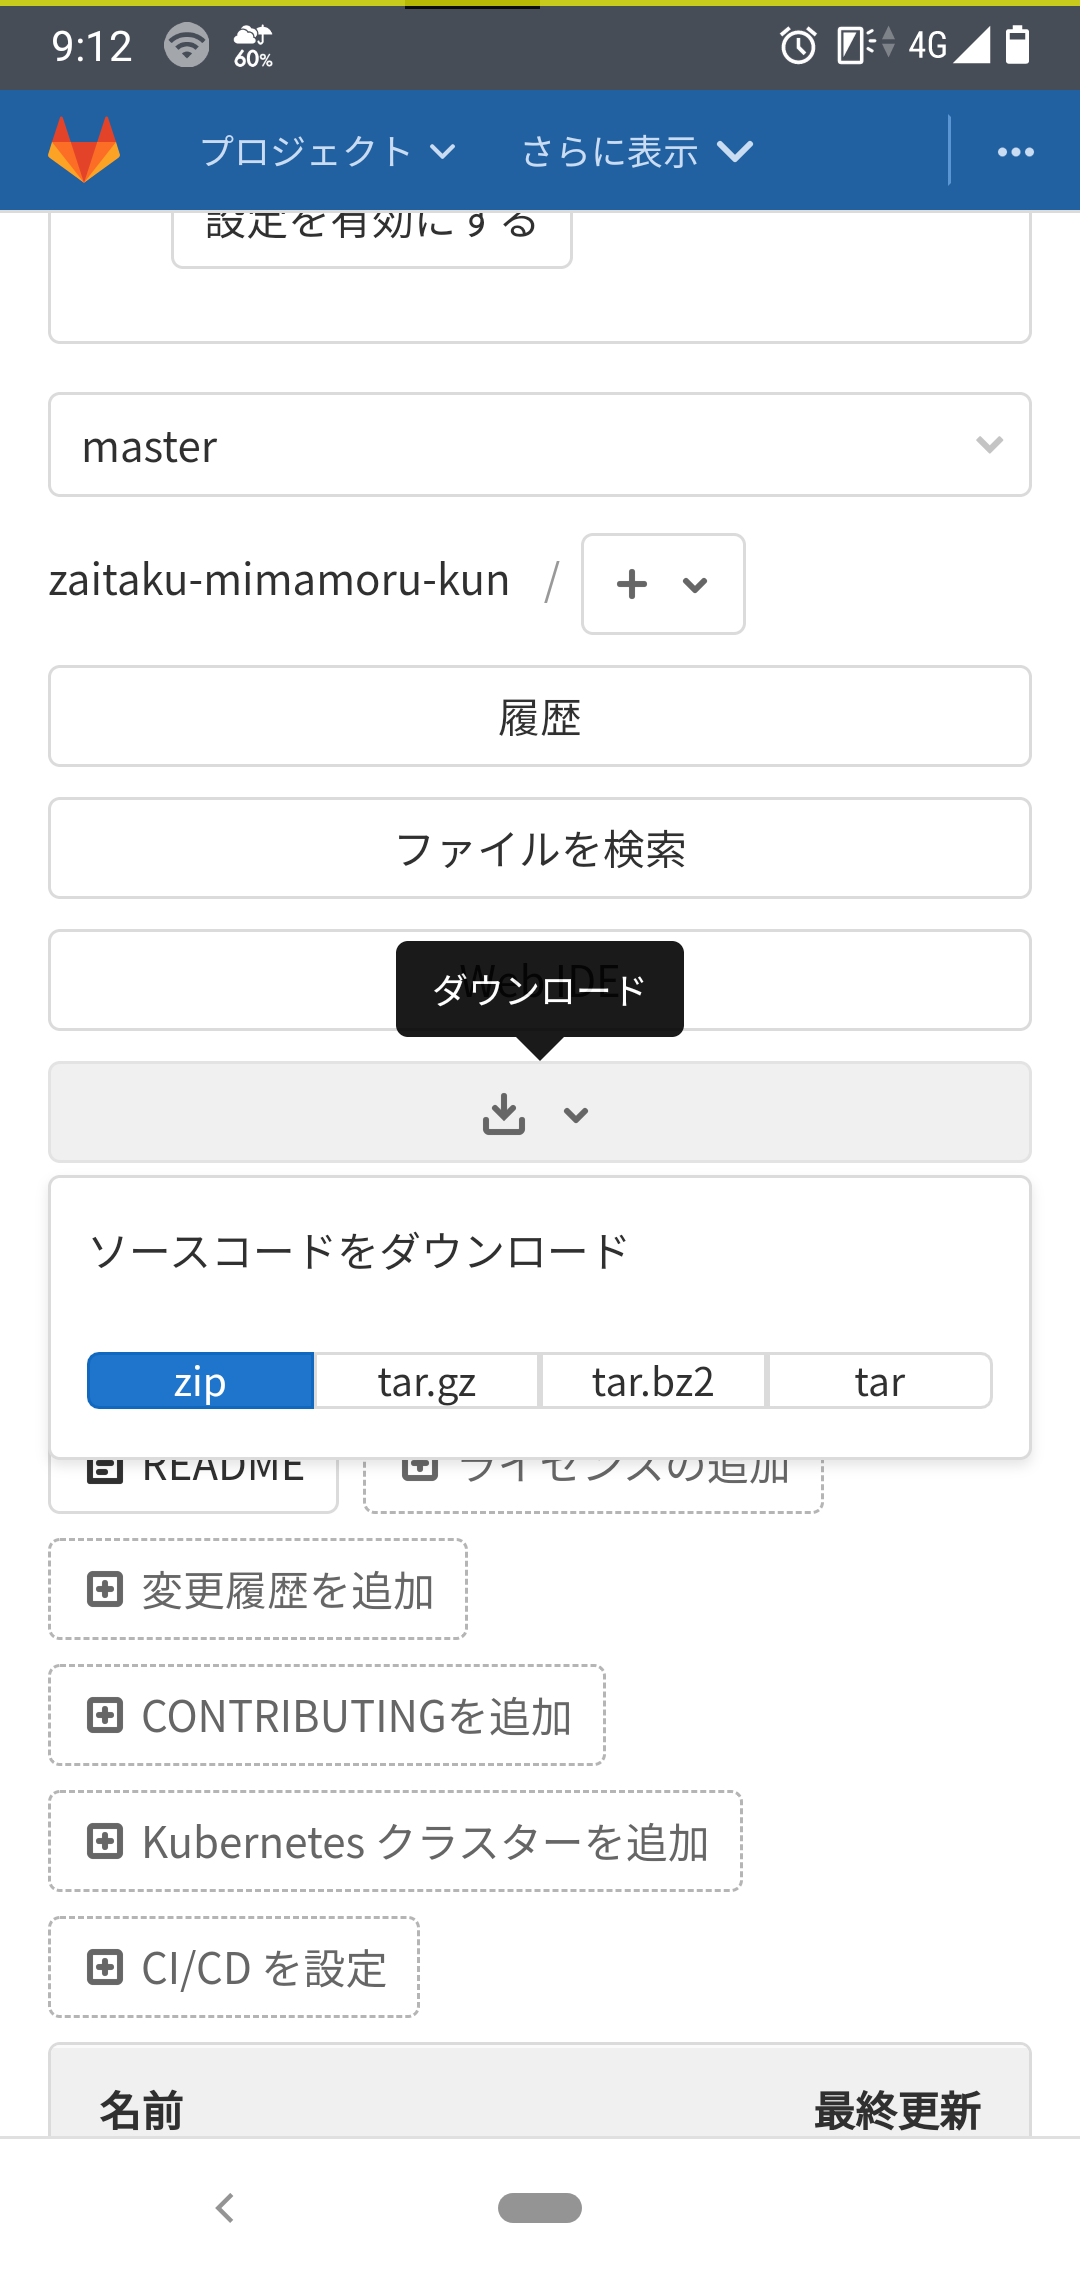 9:12
60%
4G
プロジェクト
さらに表示
設定を有効にする
master
zaitaku-mimamoru-kun /
履歴
ファイルを検索
Web IDE
ダウンロード
ソースコードをダウンロード
zip
tar.gz
tar.bz2
tar
README
ライセンスの追加
変更履歴を追加
CONTRIBUTINGを追加
Kubernetes クラスターを追加
CI/CD を設定
名前
最終更新